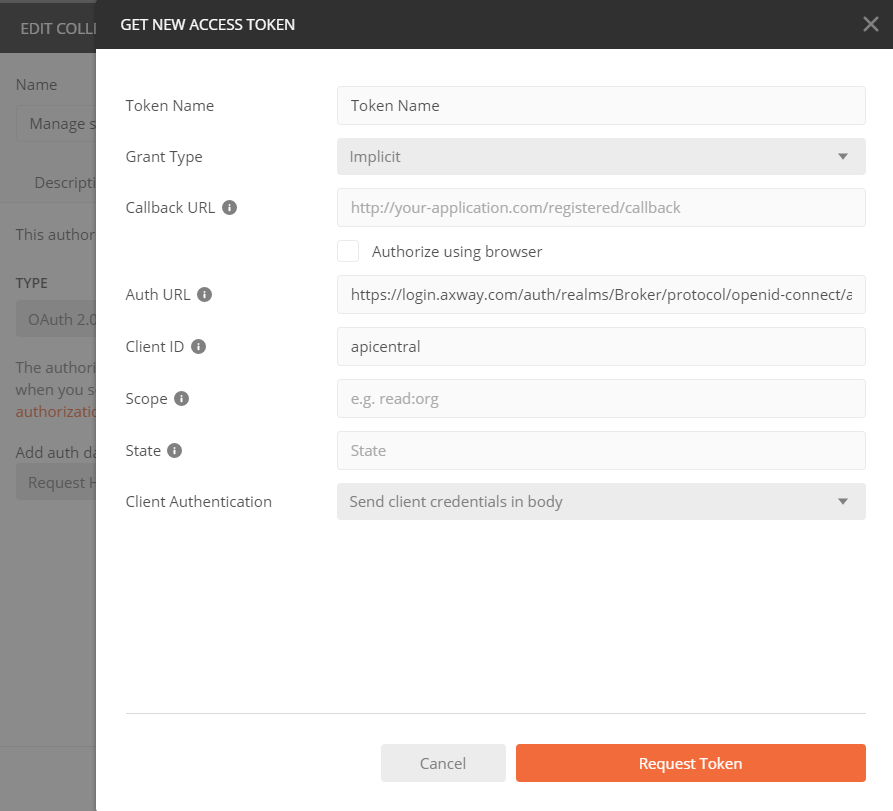 EDIT COLL
GET NEW ACCESS TOKEN
Name
Manage s
Descripti
This author
TYPE
OAuth 2.0
The authori
when you s
authorizatio
Add auth da
Request H
Token Name
Token Name
Grant Type
Implicit
Callback URL
http://your-application.com/registered/callback
Authorize using browser
Auth URL
https://login.axway.com/auth/realms/Broker/protocol/openid-connect/a
Client ID
apicentral
Scope
e.g. read:org
State
State
Client Authentication
Send client credentials in body
Cancel
Request Token